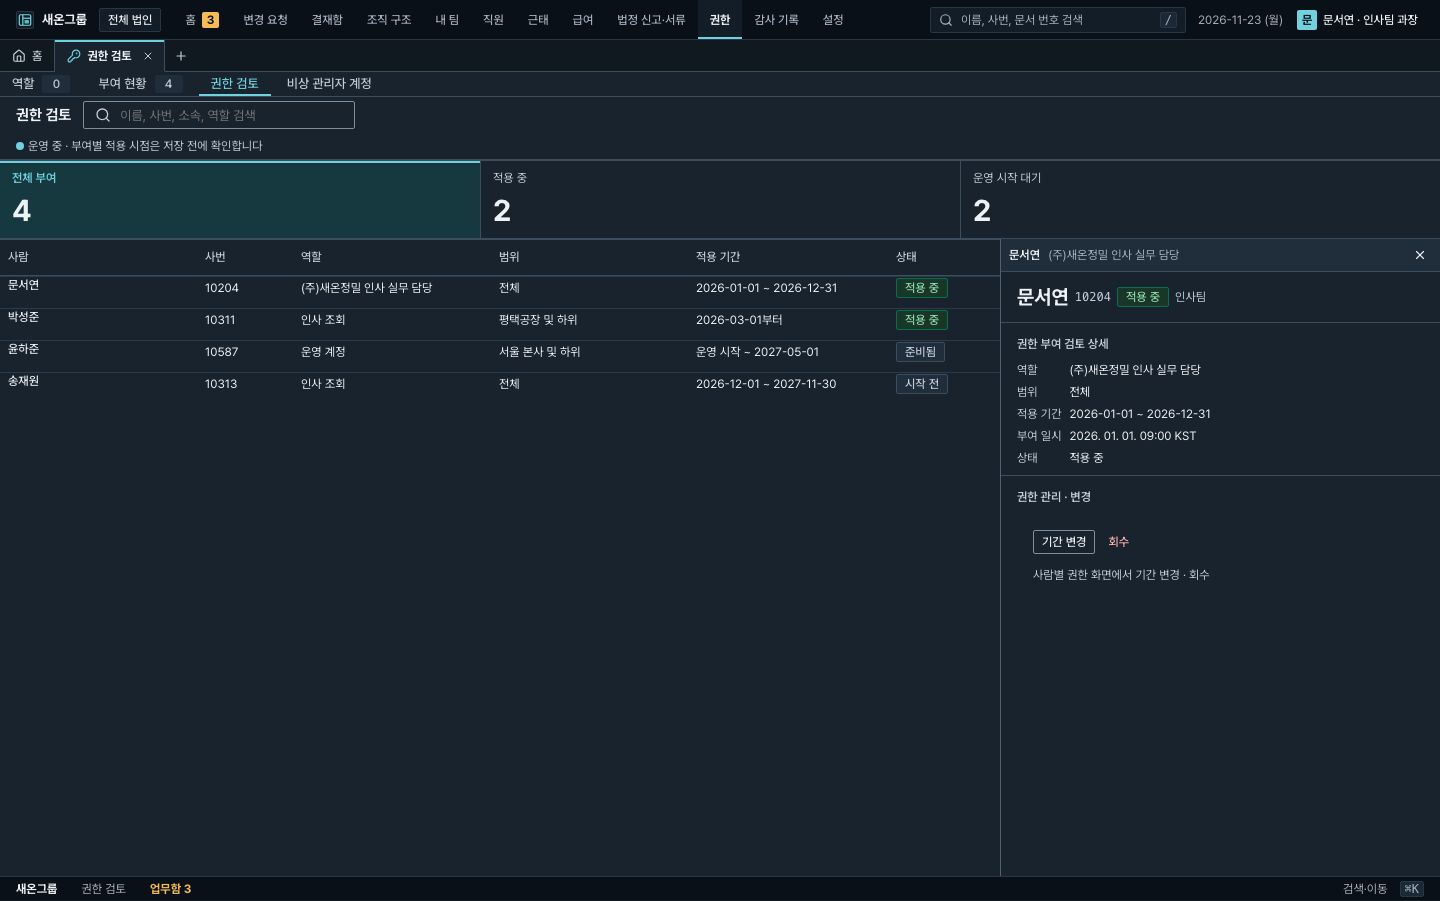 새온그룹 전체 법인 홈 3 변경 요청 결재함 조직 구조 내 팀 직원 근태 급여 법정 신고·서류 권한 감사 기록 설정 이름, 사번, 문서 번호 검색 / 2026-11-23 (월) 문 문서연 · 인사팀 과장
홈 권한 검토
역할 0 부여 현황 4 권한 검토 비상 관리자 계정
권한 검토 이름, 사번, 소속, 역할 검색
운영 중 · 부여별 적용 시점은 저장 전에 확인합니다
전체 부여 적용 중 운영 시작 대기
4 2 2
사람 사번 역할 범위 적용 기간 상태
문서연 10204 (주)새온정밀 인사 실무 담당 전체 2026-01-01 ~ 2026-12-31 적용 중
박성준 10311 인사 조회 평택공장 및 하위 2026-03-01부터 적용 중
윤하준 10587 운영 계정 서울 본사 및 하위 운영 시작 ~ 2027-05-01 준비됨
송재원 10313 인사 조회 전체 2026-12-01 ~ 2027-11-30 시작 전
문서연 (주)새온정밀 인사 실무 담당
문서연 10204 적용 중 인사팀
권한 부여 검토 상세
역할 (주)새온정밀 인사 실무 담당
범위 전체
적용 기간 2026-01-01 ~ 2026-12-31
부여 일시 2026. 01. 01. 09:00 KST
상태 적용 중
권한 관리 · 변경
기간 변경 회수
사람별 권한 화면에서 기간 변경 · 회수
새온그룹 권한 검토 업무함 3 검색·이동 ⌘K